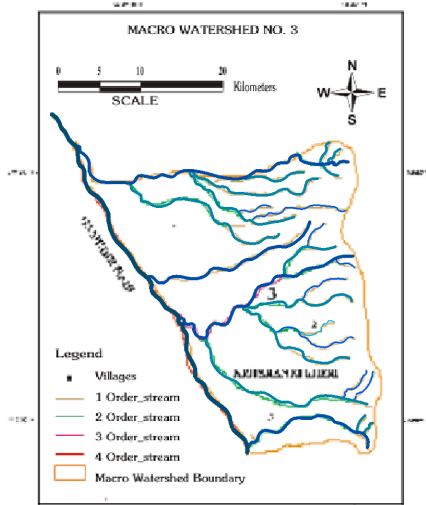 MACRO WATERSHED NO. 3
0 5 10 20
Kilometers
SCALE
N
W E
S
3
2
Legend
Villages
1 Order_stream
2 Order_stream
3 Order_stream
4 Order_stream
Macro Watershed Boundary